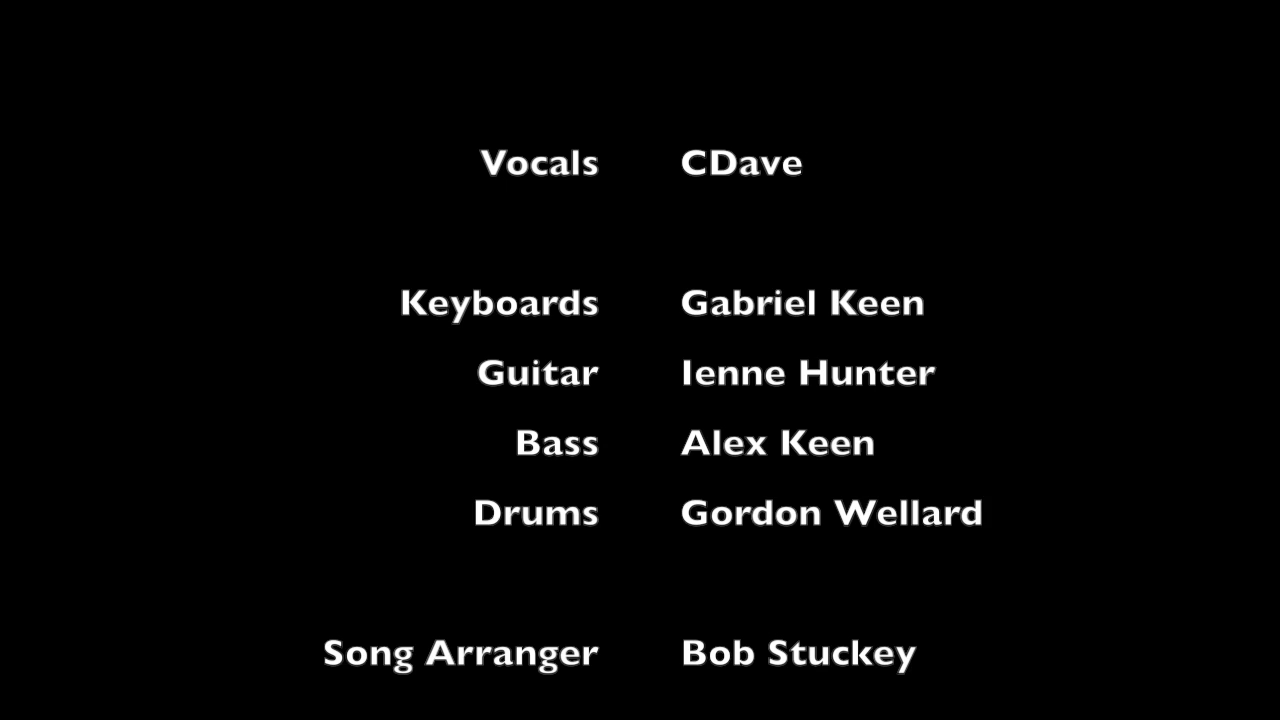 Vocals CDave
Keyboards Gabriel Keen
Guitar Ienne Hunter
Bass Alex Keen
Drums Gordon Wellard
Song Arranger Bob Stuckey